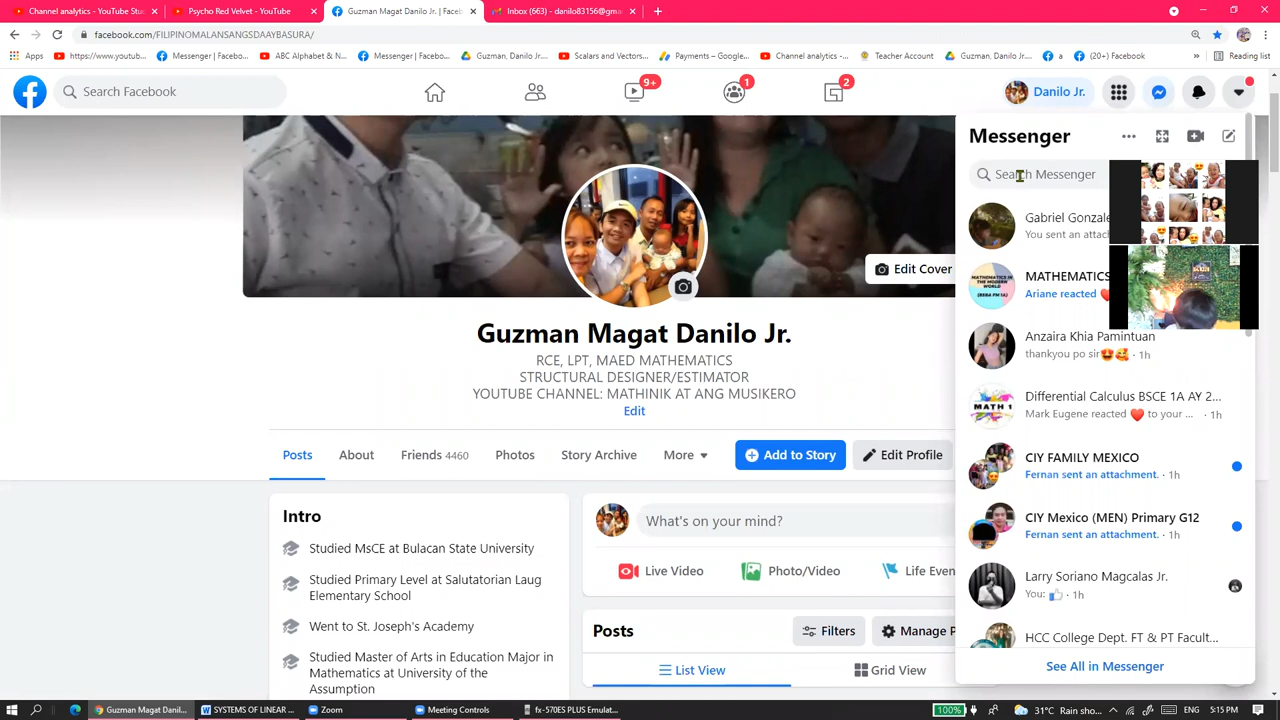 Channel analytics - YouTube Stu
Psycho Red Velvet - YouTube
Guzman Magat Danilo Jr. | Faceb
Inbox (663) - danilo83156@gma
facebook.com/FILIPINOMALANSANGSDAAYBASURA/
Apps
https://www.youtub...
Messenger | Faceboo...
ABC Alphabet & N...
Messenger | Faceboo...
Guzman, Danilo Jr....
Scalars and Vectors...
Payments – Google...
Channel analytics -...
Teacher Account
Guzman, Danilo Jr....
a
(20+) Facebook
»
Reading list
Search Facebook
9+
1
2
Danilo Jr.
Edit Cover
Guzman Magat Danilo Jr.
RCE, LPT, MAED MATHEMATICS
STRUCTURAL DESIGNER/ESTIMATOR
YOUTUBE CHANNEL: MATHINIK AT ANG MUSIKERO
Edit
Posts
About
Friends 4460
Photos
Story Archive
More
Add to Story
Edit Profile
Intro
Studied MsCE at Bulacan State University
Studied Primary Level at Salutatorian Laug
Elementary School
Went to St. Joseph's Academy
Studied Master of Arts in Education Major in
Mathematics at University of the
Assumption
What's on your mind?
Live Video
Photo/Video
Life Even
Posts
Filters
Manage P
List View
Grid View
Messenger
Search Messenger
Gabriel Gonzale
You sent an attach
MATHEMATICS
Ariane reacted ❤
Anzaira Khia Pamintuan
thankyou po sir😍🥰 · 1h
Differential Calculus BSCE 1A AY 2...
Mark Eugene reacted ❤ to your ... · 1h
CIY FAMILY MEXICO
Fernan sent an attachment. · 1h
CIY Mexico (MEN) Primary G12
Fernan sent an attachment. · 1h
Larry Soriano Magcalas Jr.
You: 👍 · 1h
HCC College Dept. FT & PT Facult...
See All in Messenger
Guzman Magat Danil...
SYSTEMS OF LINEAR ...
Zoom
Meeting Controls
fx-570ES PLUS Emulat...
100%
31°C Rain sho...
ENG
5:15 PM